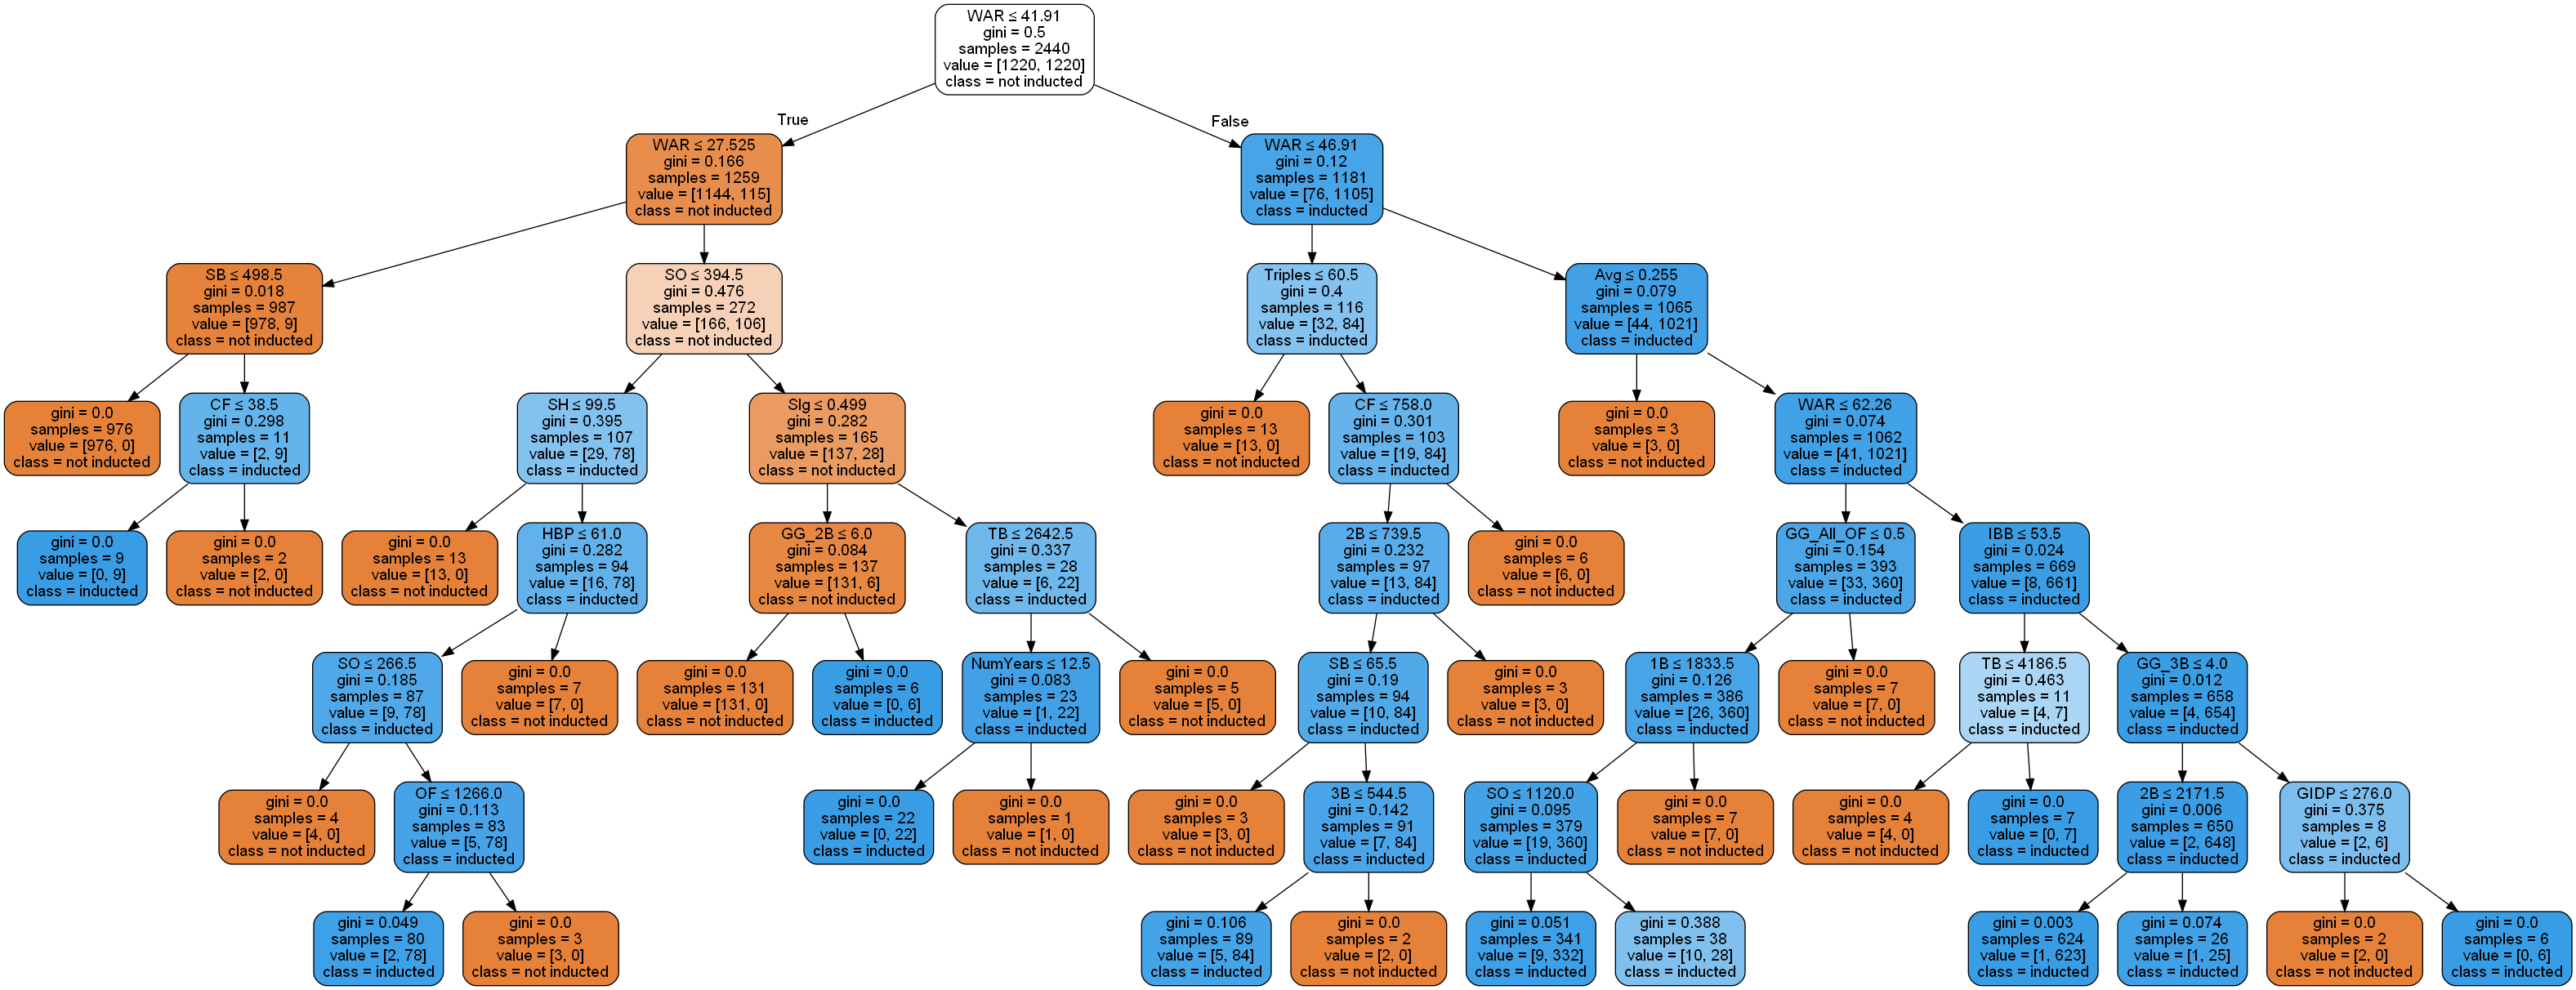 WAR ≤ 41.91
gini = 0.5
samples = 2440
value = [1220, 1220]
class = not inducted
True
False
WAR ≤ 27.525
gini = 0.166
samples = 1259
value = [1144, 115]
class = not inducted
WAR ≤ 46.91
gini = 0.12
samples = 1181
value = [76, 1105]
class = inducted
SB ≤ 498.5
gini = 0.018
samples = 987
value = [978, 9]
class = not inducted
SO ≤ 394.5
gini = 0.476
samples = 272
value = [166, 106]
class = not inducted
Triples ≤ 60.5
gini = 0.4
samples = 116
value = [32, 84]
class = inducted
Avg ≤ 0.255
gini = 0.079
samples = 1065
value = [44, 1021]
class = inducted
gini = 0.0
samples = 976
value = [976, 0]
class = not inducted
CF ≤ 38.5
gini = 0.298
samples = 11
value = [2, 9]
class = inducted
SH ≤ 99.5
gini = 0.395
samples = 107
value = [29, 78]
class = inducted
Slg ≤ 0.499
gini = 0.282
samples = 165
value = [137, 28]
class = not inducted
gini = 0.0
samples = 13
value = [13, 0]
class = not inducted
CF ≤ 758.0
gini = 0.301
samples = 103
value = [19, 84]
class = inducted
gini = 0.0
samples = 3
value = [3, 0]
class = not inducted
WAR ≤ 62.26
gini = 0.074
samples = 1062
value = [41, 1021]
class = inducted
gini = 0.0
samples = 9
value = [0, 9]
class = inducted
gini = 0.0
samples = 2
value = [2, 0]
class = not inducted
gini = 0.0
samples = 13
value = [13, 0]
class = not inducted
HBP ≤ 61.0
gini = 0.282
samples = 94
value = [16, 78]
class = inducted
GG_2B ≤ 6.0
gini = 0.084
samples = 137
value = [131, 6]
class = not inducted
TB ≤ 2642.5
gini = 0.337
samples = 28
value = [6, 22]
class = inducted
2B ≤ 739.5
gini = 0.232
samples = 97
value = [13, 84]
class = inducted
gini = 0.0
samples = 6
value = [6, 0]
class = not inducted
GG_All_OF ≤ 0.5
gini = 0.154
samples = 393
value = [33, 360]
class = inducted
IBB ≤ 53.5
gini = 0.024
samples = 669
value = [8, 661]
class = inducted
SO ≤ 266.5
gini = 0.185
samples = 87
value = [9, 78]
class = inducted
gini = 0.0
samples = 7
value = [7, 0]
class = not inducted
gini = 0.0
samples = 131
value = [131, 0]
class = not inducted
gini = 0.0
samples = 6
value = [0, 6]
class = inducted
NumYears ≤ 12.5
gini = 0.083
samples = 23
value = [1, 22]
class = inducted
gini = 0.0
samples = 5
value = [5, 0]
class = not inducted
SB ≤ 65.5
gini = 0.19
samples = 94
value = [10, 84]
class = inducted
gini = 0.0
samples = 3
value = [3, 0]
class = not inducted
1B ≤ 1833.5
gini = 0.126
samples = 386
value = [26, 360]
class = inducted
gini = 0.0
samples = 7
value = [7, 0]
class = not inducted
TB ≤ 4186.5
gini = 0.463
samples = 11
value = [4, 7]
class = inducted
GG_3B ≤ 4.0
gini = 0.012
samples = 658
value = [4, 654]
class = inducted
gini = 0.0
samples = 4
value = [4, 0]
class = not inducted
OF ≤ 1266.0
gini = 0.113
samples = 83
value = [5, 78]
class = inducted
gini = 0.0
samples = 22
value = [0, 22]
class = inducted
gini = 0.0
samples = 1
value = [1, 0]
class = not inducted
gini = 0.0
samples = 3
value = [3, 0]
class = not inducted
3B ≤ 544.5
gini = 0.142
samples = 91
value = [7, 84]
class = inducted
SO ≤ 1120.0
gini = 0.095
samples = 379
value = [19, 360]
class = inducted
gini = 0.0
samples = 7
value = [7, 0]
class = not inducted
gini = 0.0
samples = 4
value = [4, 0]
class = not inducted
gini = 0.0
samples = 7
value = [0, 7]
class = inducted
2B ≤ 2171.5
gini = 0.006
samples = 650
value = [2, 648]
class = inducted
GIDP ≤ 276.0
gini = 0.375
samples = 8
value = [2, 6]
class = inducted
gini = 0.049
samples = 80
value = [2, 78]
class = inducted
gini = 0.0
samples = 3
value = [3, 0]
class = not inducted
gini = 0.106
samples = 89
value = [5, 84]
class = inducted
gini = 0.0
samples = 2
value = [2, 0]
class = not inducted
gini = 0.051
samples = 341
value = [9, 332]
class = inducted
gini = 0.388
samples = 38
value = [10, 28]
class = inducted
gini = 0.003
samples = 624
value = [1, 623]
class = inducted
gini = 0.074
samples = 26
value = [1, 25]
class = inducted
gini = 0.0
samples = 2
value = [2, 0]
class = not inducted
gini = 0.0
samples = 6
value = [0, 6]
class = inducted